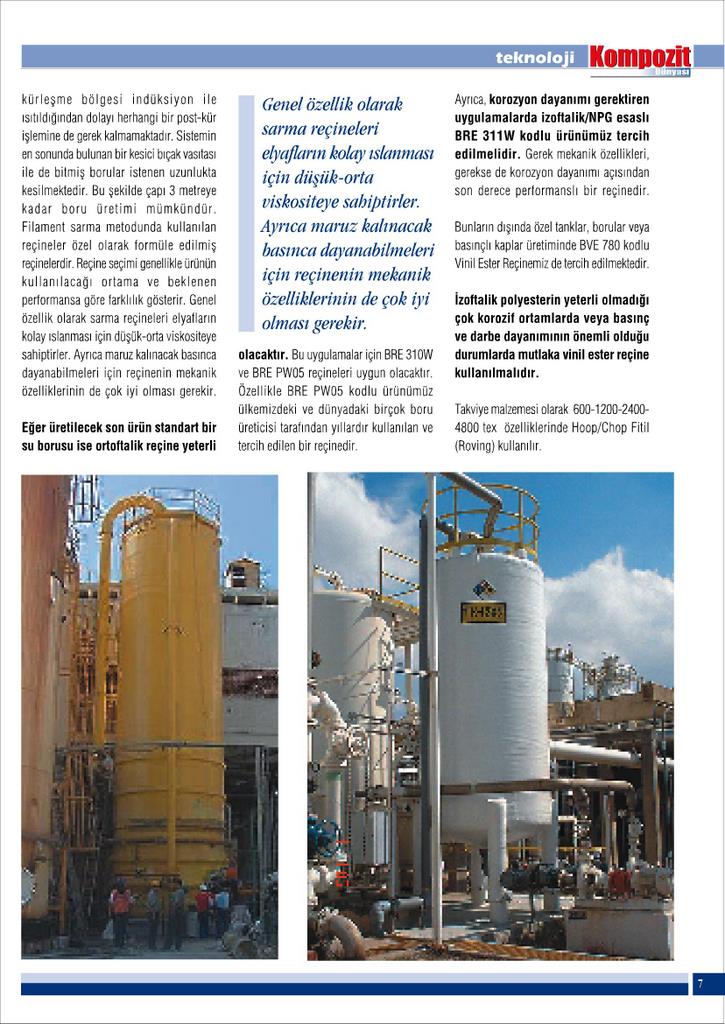 teknoloji Kompozit
Dünyası
kürleşme bölgesi indüksiyon ile
ısıtıldığından dolayı herhangi bir post-kür
işlemine de gerek kalmamaktadır. Sistemin
en sonunda bulunan bir kesici bıçak vasıtası
ile de bitmiş borular istenen uzunlukta
kesilmektedir. Bu şekilde çapı 3 metreye
kadar boru üretimi mümkündür.
Filament sarma metodunda kullanılan
reçineler özel olarak formüle edilmiş
reçinelerdir. Reçine seçimi genellikle ürünün
kullanılacağı ortama ve beklenen
performansa göre farklılık gösterir. Genel
özellik olarak sarma reçineleri elyafların
kolay ıslanması için düşük-orta viskositeye
sahiptirler. Ayrıca maruz kalınacak basınca
dayanabilmeleri için reçinenin mekanik
özelliklerinin de çok iyi olması gerekir.
Eğer üretilecek son ürün standart bir
su borusu ise ortoftalik reçine yeterli
Genel özellik olarak
sarma reçineleri
elyafların kolay ıslanması
için düşük-orta
viskositeye sahiptirler.
Ayrıca maruz kalınacak
basınca dayanabilmeleri
için reçinenin mekanik
özelliklerinin de çok iyi
olması gerekir.
olacaktır. Bu uygulamalar için BRE 310W
ve BRE PW05 reçineleri uygun olacaktır.
Özellikle BRE PW05 kodlu ürünümüz
ülkemizdeki ve dünyadaki birçok boru
üreticisi tarafından yıllardır kullanılan ve
tercih edilen bir reçinedir.
Ayrıca, korozyon dayanımı gerektiren
uygulamalarda izoftalik/NPG esaslı
BRE 311W kodlu ürünümüz tercih
edilmelidir. Gerek mekanik özellikleri,
gerekse de korozyon dayanımı açısından
son derece performanslı bir reçinedir.
Bunların dışında özel tanklar, borular veya
basınçlı kaplar üretiminde BVE 780 kodlu
Vinil Ester Reçinemiz de tercih edilmektedir.
İzoftalik polyesterin yeterli olmadığı
çok korozif ortamlarda veya basınç
ve darbe dayanımının önemli olduğu
durumlarda mutlaka vinil ester reçine
kullanılmalıdır.
Takviye malzemesi olarak 600-1200-2400-
4800 tex özelliklerinde Hoop/Chop Fitil
(Roving) kullanılır.
7